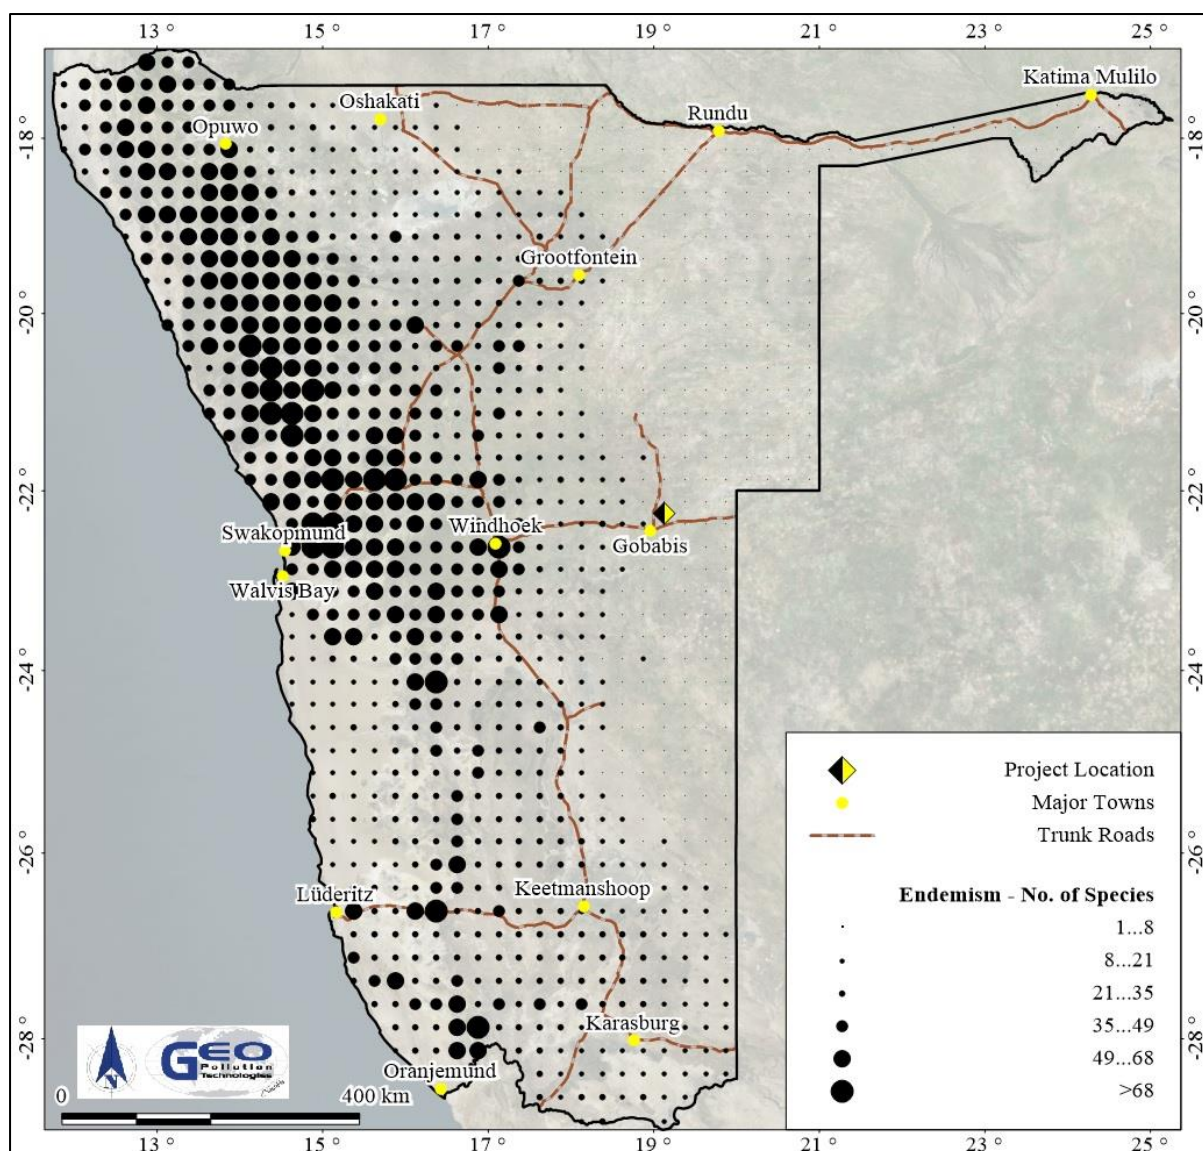 13 ° 15 ° 17 ° 19 ° 21 ° 23 ° 25 °
Katima Mulilo
Oshakati
Rundu
Opuwo
-18 ° -18 °
Grootfontein
-20 ° -20 °
-22 ° -22 °
Swakopmund
Windhoek
Gobabis
Walvis Bay
-24 ° -24 °
Project Location
Major Towns
Trunk Roads
-26 ° -26 °
Lüderitz
Keetmanshoop
Endemism - No. of Species
1...8
8...21
21...35
35...49
49...68
>68
Karasburg
-28 ° -28 °
N
GEO
Pollution
Technologies
Oranjemund
0 400 km
13 ° 15 ° 17 ° 19 ° 21 ° 23 ° 25 °